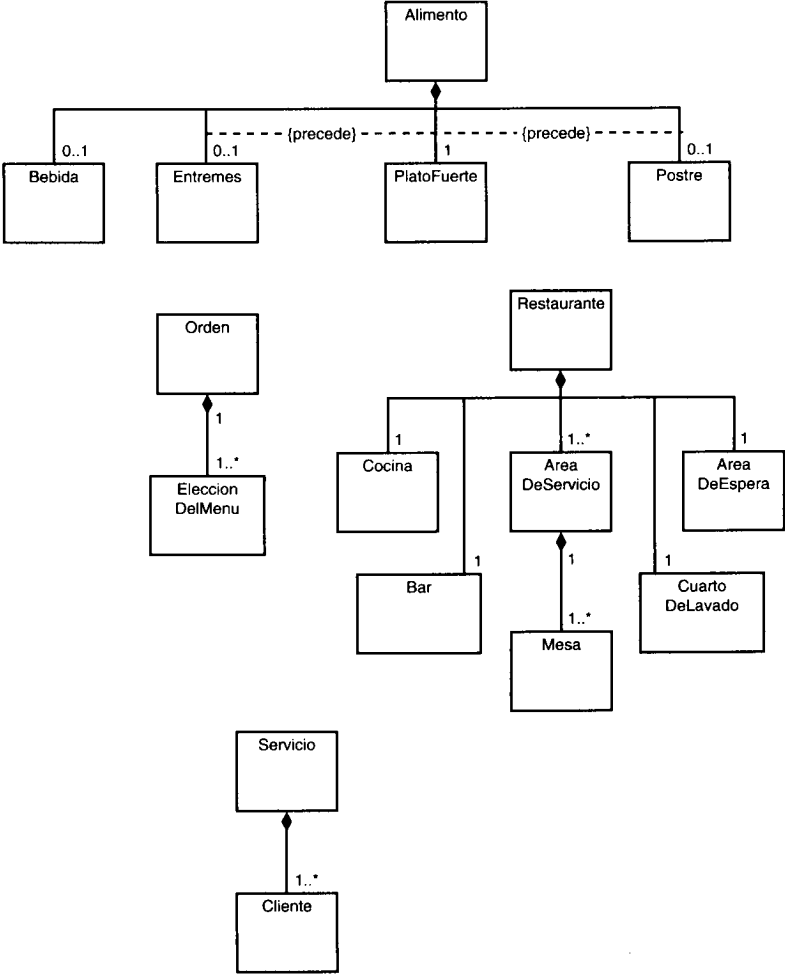 Alimento
{precede} {precede}
0..1 0..1 1 0..1
Bebida Entremes PlatoFuerte Postre
Restaurante
Orden
1
1..*
Eleccion
DelMenu
1 1..* 1
Cocina
Area
DeServicio
Area
DeEspera
1 1 1
Bar
Cuarto
DeLavado
1..*
Mesa
Servicio
1..*
Cliente